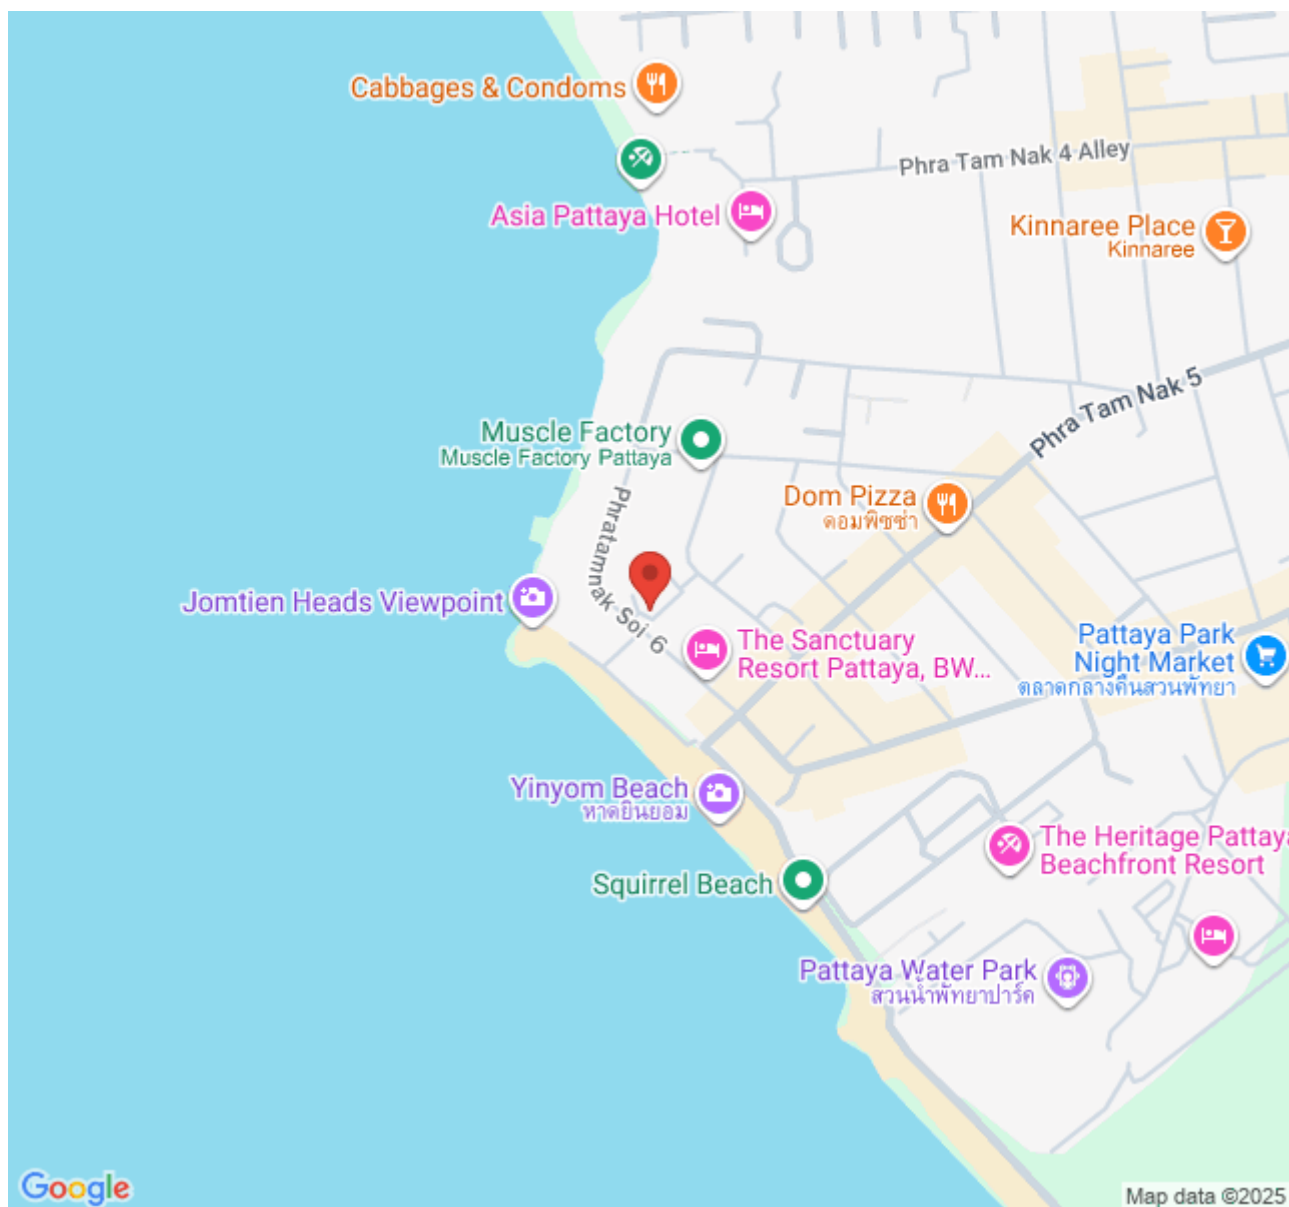 Cabbages & Condoms
Phra Tam Nak 4 Alley
Asia Pattaya Hotel
Kinnaree Place
Kinnaree
Phra Tam Nak 5
Muscle Factory
Muscle Factory Pattaya
Dom Pizza
ดอมพิซซ่า
Phratamnak Soi 6
Jomtien Heads Viewpoint
The Sanctuary
Resort Pattaya, BW...
Pattaya Park
Night Market
ตลาดกลางคืนสวนพัทยา
Yinyom Beach
หาดยินยอม
The Heritage Pattaya
Beachfront Resort
Squirrel Beach
Pattaya Water Park
สวนน้ำพัทยาปาร์ค
Google
Map data ©2025